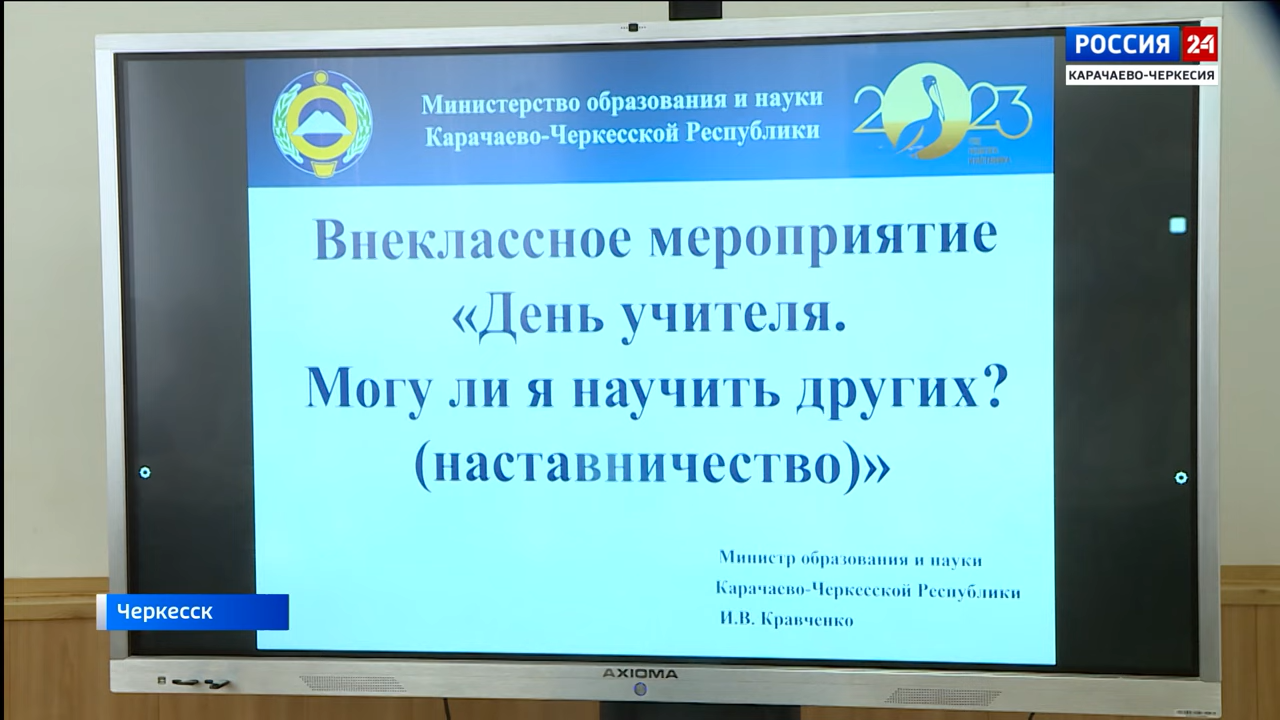 РОССИЯ 24
КАРАЧАЕВО-ЧЕРКЕСИЯ
Министерство образования и науки
Карачаево-Черкесской Республики
2023
Внеклассное мероприятие
«День учителя.
Могу ли я научить других?
(наставничество)»
Министр образования и науки
Карачаево-Черкесской Республики
И.В. Кравченко
Черкесск
AXIOMA